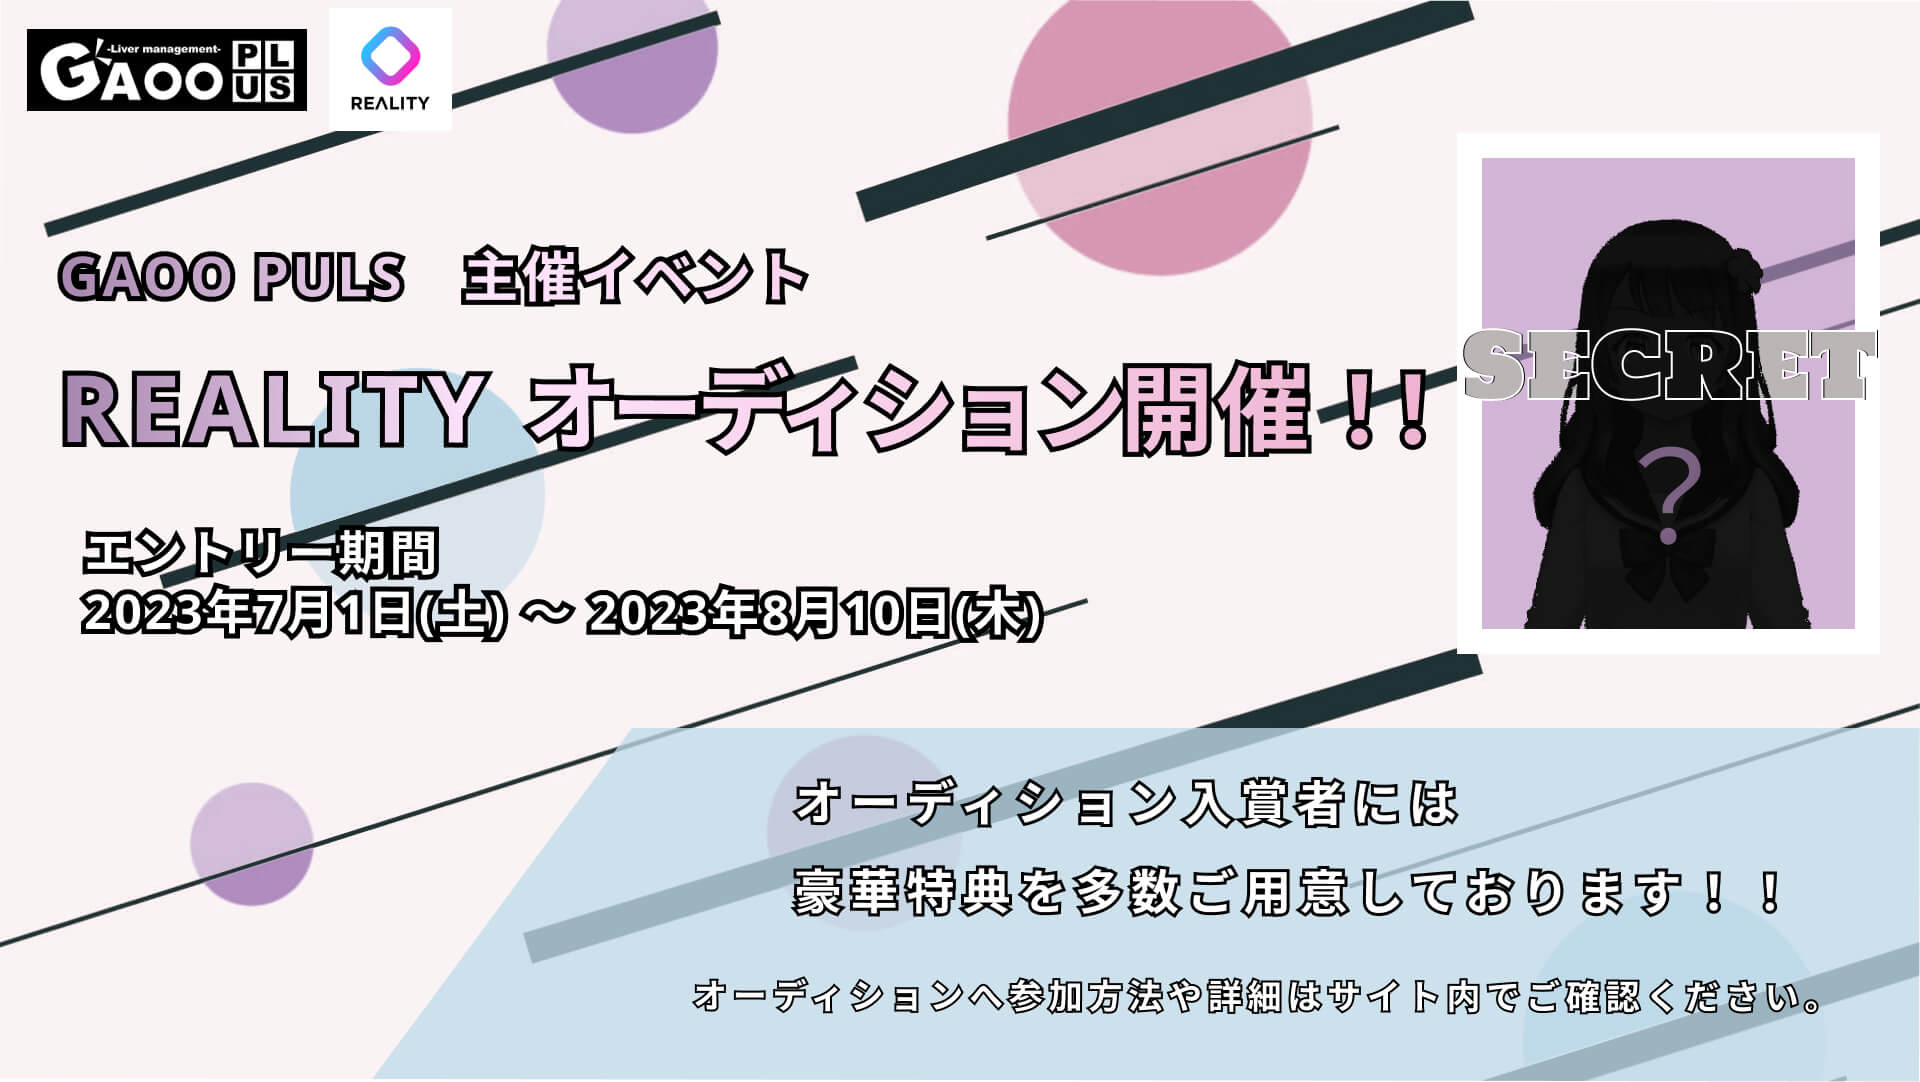 -Liver management-
GAOO PLUS
REALITY
GAOO PULS 主催イベント
REALITY オーディション開催！！
SECRET
?
エントリー期間
2023年7月1日(土) ～ 2023年8月10日(木)
オーディション入賞者には
豪華特典を多数ご用意しております！！
オーディションへ参加方法や詳細はサイト内でご確認ください。